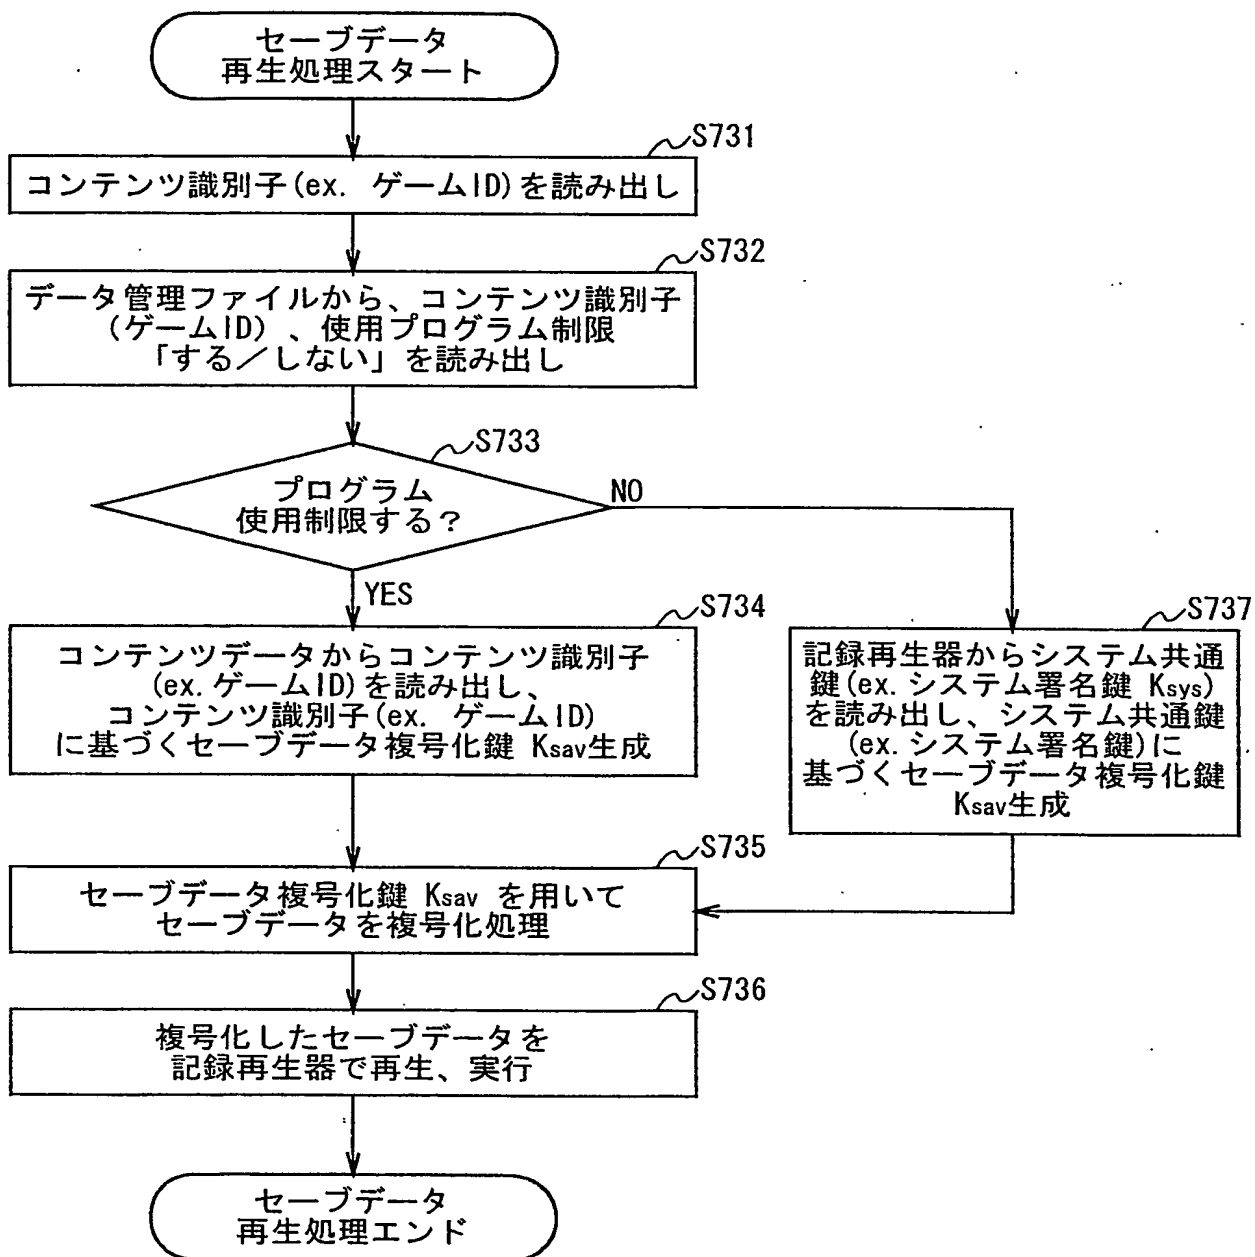 セーブデータ
再生処理スタート
S731
コンテンツ識別子(ex. ゲームID)を読み出し
S732
データ管理ファイルから、コンテンツ識別子
(ゲームID) 、使用プログラム制限
「する/しない」を読み出し
S733
プログラム
使用制限する?
NO
YES
S734
コンテンツデータからコンテンツ識別子
(ex.ゲームID)を読み出し、
コンテンツ識別子(ex. ゲームID)
に基づくセーブデータ複号化鍵 Ksav生成
S737
記録再生器からシステム共通
鍵(ex.システム署名鍵 Ksys)
を読み出し、システム共通鍵
(ex.システム署名鍵)に
基づくセーブデータ複号化鍵
Ksav生成
S735
セーブデータ複号化鍵 Ksav を用いて
セーブデータを複号化処理
S736
複号化したセーブデータを
記録再生器で再生、実行
セーブデータ
再生処理エンド